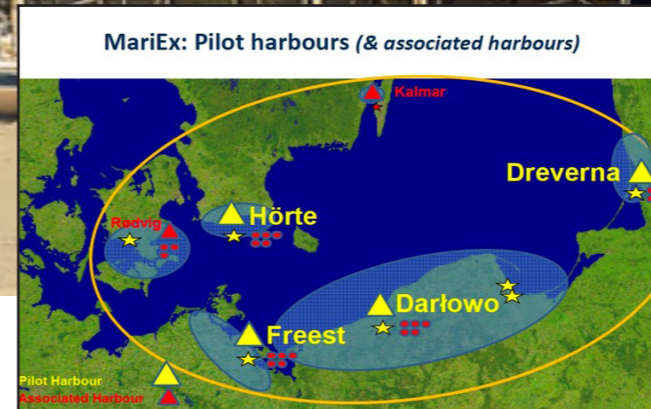 MariEx: Pilot harbours (& associated harbours)
Kalmar
Dreverna
Rødvig
Hörte
Darłowo
Freest
Pilot Harbour
Associated Harbour